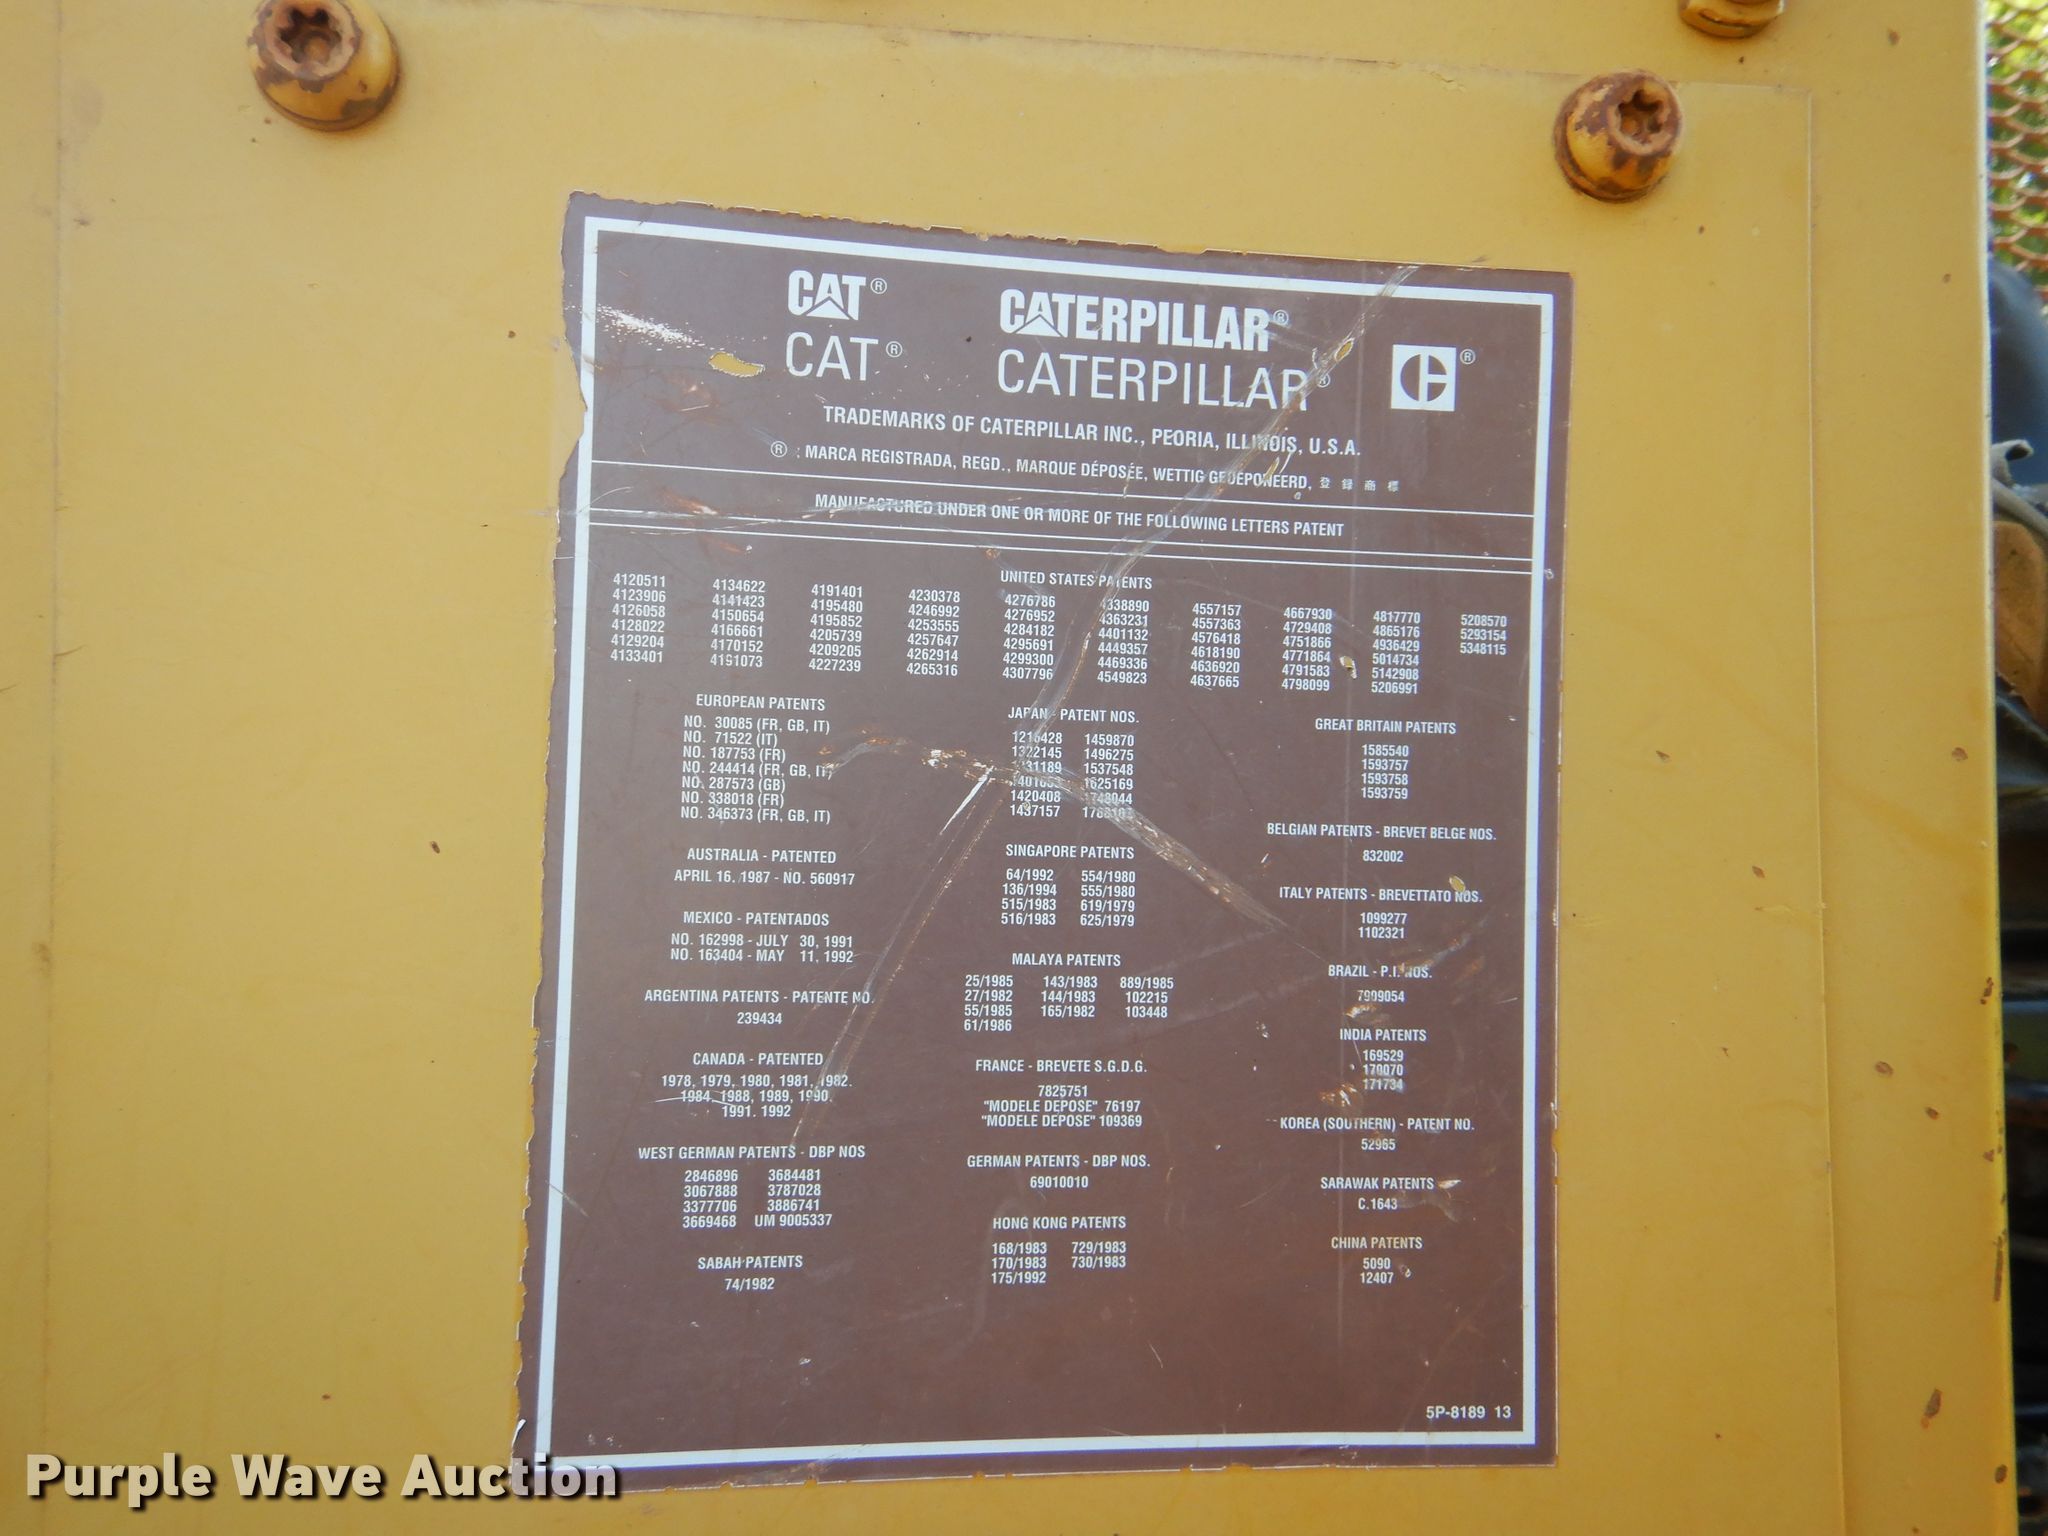 CAT® CATERPILLAR®
CAT® CATERPILLAR® ®
TRADEMARKS OF CATERPILLAR INC., PEORIA, ILLINOIS, U.S.A.
® : MARCA REGISTRADA, REGD., MARQUE DÉPOSÉE, WETTIG GEDEPONEERD, 登 録 商 標
MANUFACTURED UNDER ONE OR MORE OF THE FOLLOWING LETTERS PATENT
UNITED STATES PATENTS
4120511 4134622 4191401 4230378 4276786 4338890 4557157 4667930 4817770 5208570
4123906 4141423 4195480 4246992 4276952 4363231 4557363 4729408 4865176 5293154
4126058 4150654 4195852 4253555 4284182 4401132 4576418 4751866 4936429 5348115
4128022 4166661 4205739 4257647 4295691 4449357 4618190 4771864 5014734
4129204 4170152 4209205 4262914 4299300 4469336 4636920 4791583 5142908
4133401 4191073 4227239 4265316 4307796 4549823 4637665 4798099 5206991
EUROPEAN PATENTS
NO. 30085 (FR, GB, IT)
NO. 71522 (IT)
NO. 187753 (FR)
NO. 244414 (FR, GB, IT)
NO. 287573 (GB)
NO. 338018 (FR)
NO. 346373 (FR, GB, IT)
AUSTRALIA - PATENTED
APRIL 16, 1987 - NO. 560917
MEXICO - PATENTADOS
NO. 162998 - JULY 30, 1991
NO. 163404 - MAY 11, 1992
ARGENTINA PATENTS - PATENTE NO.
239434
CANADA - PATENTED
1978, 1979, 1980, 1981, 1982,
1984, 1988, 1989, 1990,
1991, 1992
WEST GERMAN PATENTS - DBP NOS
2846896 3684481
3067888 3787028
3377706 3886741
3669468 UM 9005337
SABAH PATENTS
74/1982
JAPAN - PATENT NOS.
1459870
1322145 1496275
1537548
1625169
1420408 1748044
1437157
SINGAPORE PATENTS
64/1992 554/1980
136/1994 555/1980
515/1983 619/1979
516/1983 625/1979
MALAYA PATENTS
25/1985 143/1983 889/1985
27/1982 144/1983 102215
55/1985 165/1982 103448
61/1986
FRANCE - BREVETE S.G.D.G.
7825751
"MODELE DEPOSE" 76197
"MODELE DEPOSE" 109369
GERMAN PATENTS - DBP NOS.
69010010
HONG KONG PATENTS
168/1983 729/1983
170/1983 730/1983
175/1992
GREAT BRITAIN PATENTS
1585540
1593757
1593758
1593759
BELGIAN PATENTS - BREVET BELGE NOS.
832002
ITALY PATENTS - BREVETTATO NOS.
1099277
1102321
BRAZIL - P.I. NOS.
7909054
INDIA PATENTS
169529
170070
171734
KOREA (SOUTHERN) - PATENT NO.
52965
SARAWAK PATENTS
C.1643
CHINA PATENTS
5090
12407
5P-8189 13
Purple Wave Auction